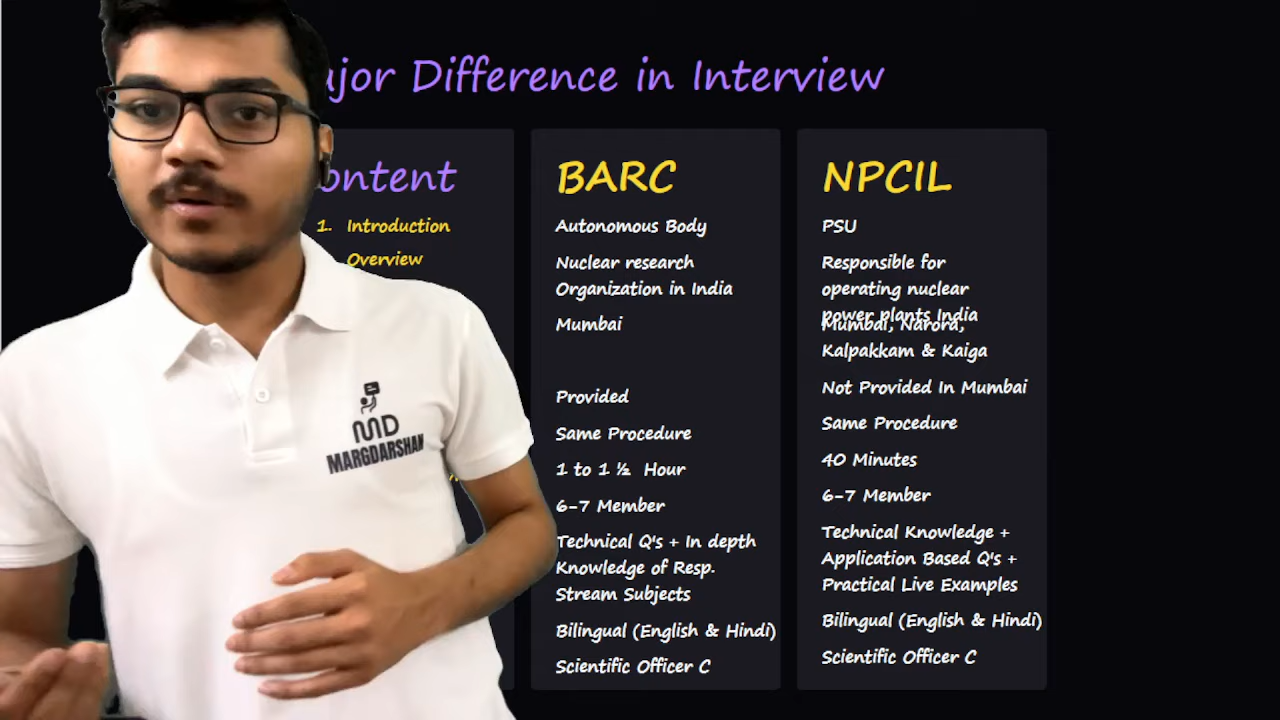 Difference in Interview
1. Introduction
Overview
BARC
Autonomous Body
Nuclear research
Organization in India
Mumbai
Provided
Same Procedure
1 to 1 ½ Hour
6-7 Member
Technical Q's + In depth
Knowledge of Resp.
Stream Subjects
Bilingual (English & Hindi)
Scientific Officer C
NPCIL
PSU
Responsible for
operating nuclear
power plants India
Mumbai, Narora,
Kalpakkam & Kaiga
Not Provided In Mumbai
Same Procedure
40 Minutes
6-7 Member
Technical Knowledge +
Application Based Q's +
Practical Live Examples
Bilingual (English & Hindi)
Scientific Officer C
MD
MARGDARSHAN